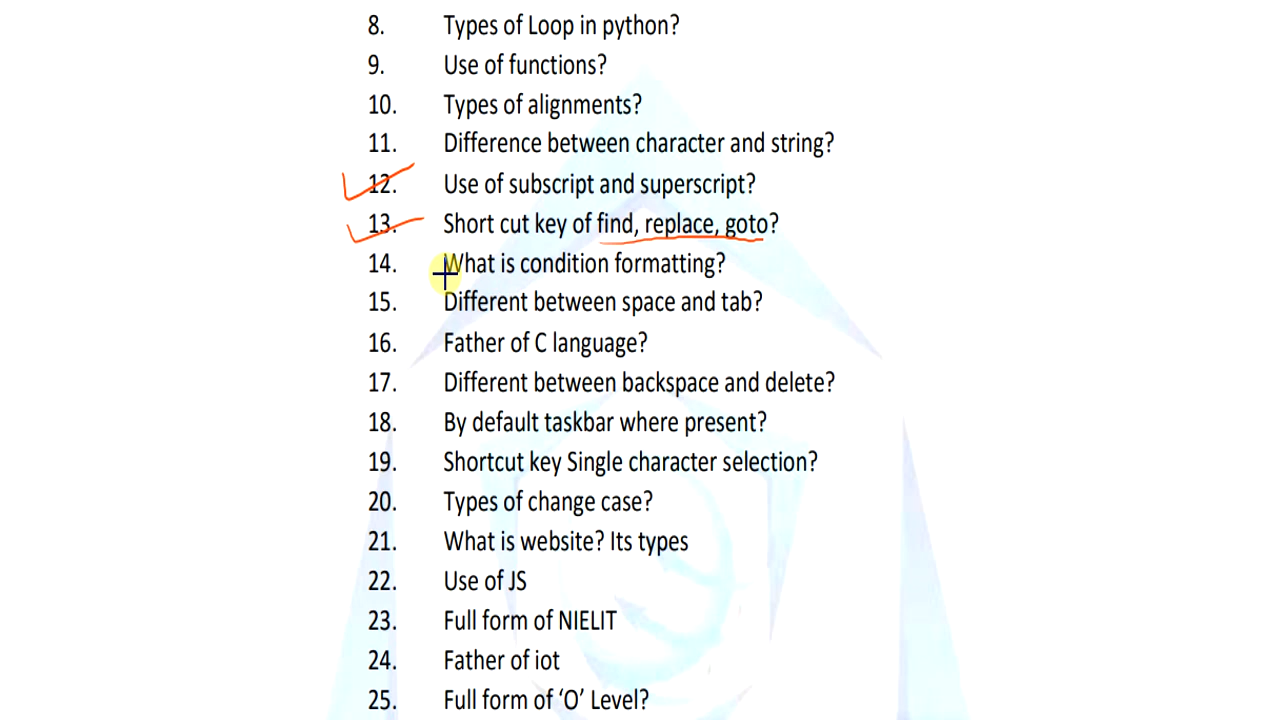 8. Types of Loop in python?
9. Use of functions?
10. Types of alignments?
11. Difference between character and string?
12. Use of subscript and superscript?
13. Short cut key of find, replace, goto?
14. What is condition formatting?
15. Different between space and tab?
16. Father of C language?
17. Different between backspace and delete?
18. By default taskbar where present?
19. Shortcut key Single character selection?
20. Types of change case?
21. What is website? Its types
22. Use of JS
23. Full form of NIELIT
24. Father of iot
25. Full form of ‘O’ Level?